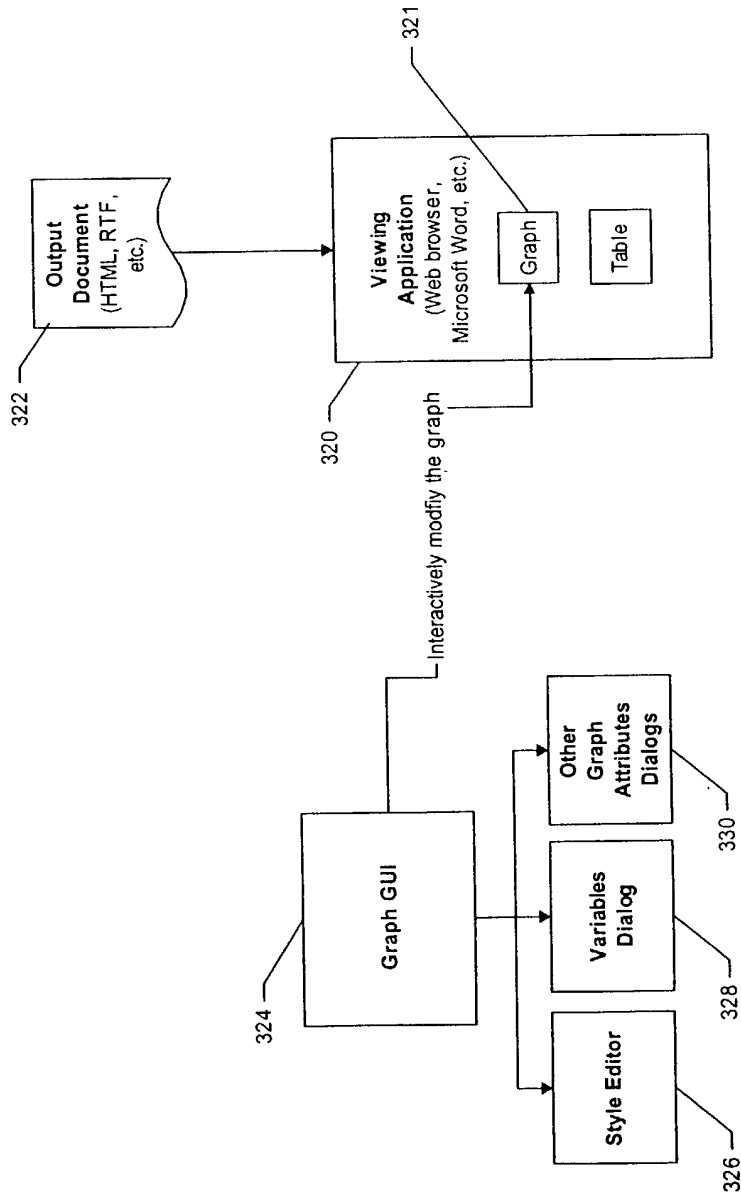 322
Output
Document
(HTML, RTF,
etc.)
320
Viewing
Application
(Web browser,
Microsoft Word, etc.)
321
Graph
Table
Interactively modfiy the graph
324
Graph GUI
Style Editor
326
Variables
Dialog
328
Other
Graph
Attributes
Dialogs
330